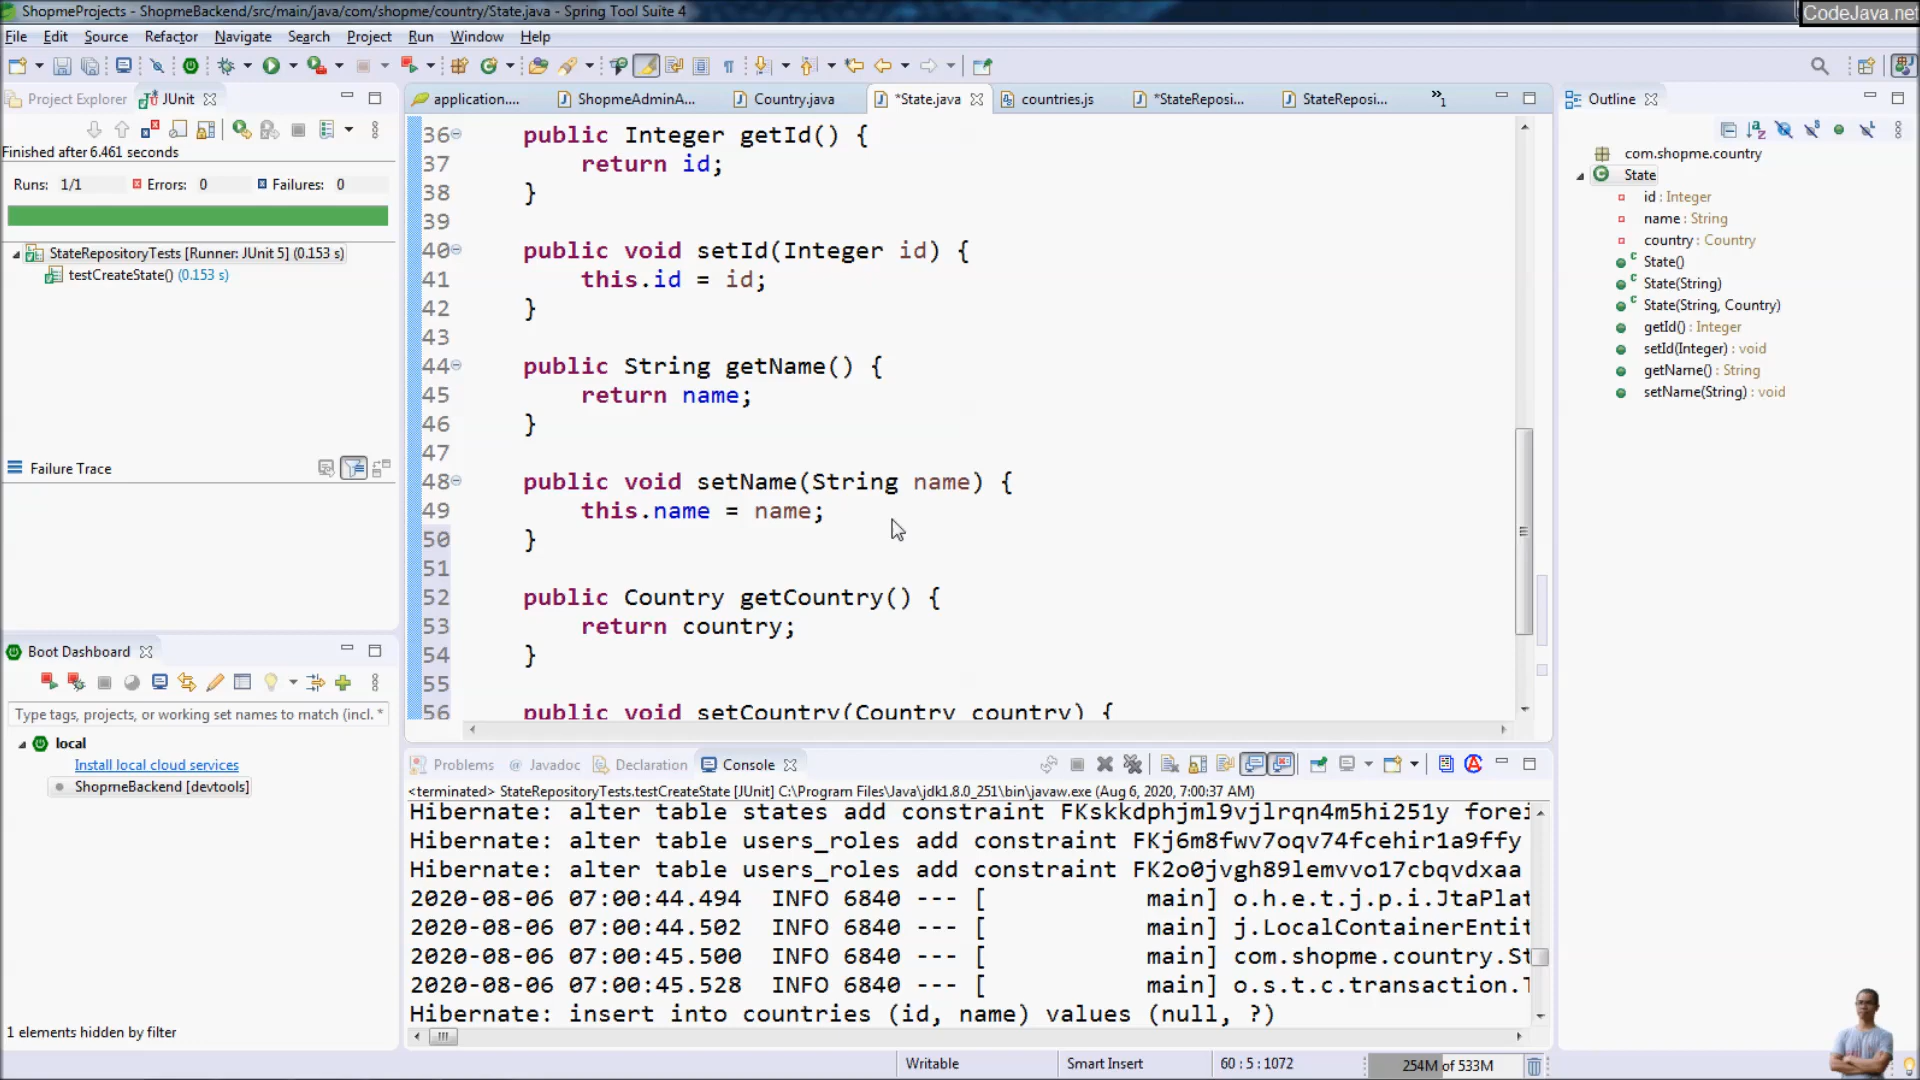 ShopmeProjects - ShopmeBackend/src/main/java/com/shopme/country/State.java - Spring Tool Suite 4
CodeJava.net
File Edit Source Refactor Navigate Search Project Run Window Help
Project Explorer JUnit
application....
ShopmeAdminA...
Country.java
*State.java
countries.js
*StateReposi...
StateReposi...
»1
Outline
Finished after 6.461 seconds
Runs: 1/1 Errors: 0 Failures: 0
StateRepositoryTests [Runner: JUnit 5] (0.153 s)
testCreateState() (0.153 s)
Failure Trace
Boot Dashboard
Type tags, projects, or working set names to match (incl. *
local
Install local cloud services
ShopmeBackend [devtools]
1 elements hidden by filter
36 public Integer getId() {
37 return id;
38 }
39
40 public void setId(Integer id) {
41 this.id = id;
42 }
43
44 public String getName() {
45 return name;
46 }
47
48 public void setName(String name) {
49 this.name = name;
50 }
51
52 public Country getCountry() {
53 return country;
54 }
55
56 public void setCountry(Country country) {
com.shopme.country
State
id : Integer
name : String
country : Country
State()
State(String)
State(String, Country)
getId() : Integer
setId(Integer) : void
getName() : String
setName(String) : void
Problems @ Javadoc Declaration Console
<terminated> StateRepositoryTests.testCreateState [JUnit] C:\Program Files\Java\jdk1.8.0_251\bin\javaw.exe (Aug 6, 2020, 7:00:37 AM)
Hibernate: alter table states add constraint FKskkdphjml9vjlrqn4m5hi251y forei
Hibernate: alter table users_roles add constraint FKj6m8fwv7oqv74fcehir1a9ffy
Hibernate: alter table users_roles add constraint FK2o0jvgh89lemvvo17cbqvdxaa
2020-08-06 07:00:44.494 INFO 6840 --- [ main] o.h.e.t.j.p.i.JtaPlat
2020-08-06 07:00:44.502 INFO 6840 --- [ main] j.LocalContainerEntit
2020-08-06 07:00:45.500 INFO 6840 --- [ main] com.shopme.country.St
2020-08-06 07:00:45.528 INFO 6840 --- [ main] o.s.t.c.transaction.T
Hibernate: insert into countries (id, name) values (null, ?)
Writable Smart Insert 60 : 5 : 1072 254M of 533M